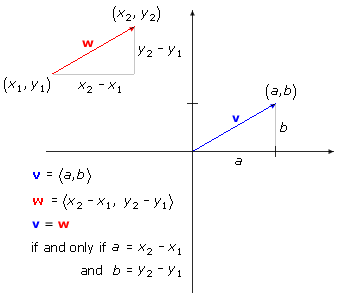 (x₂, y₂)
w
y₂ − y₁
(x₁, y₁)
x₂ − x₁
(a,b)
v
b
a
v = ⟨a,b⟩
w = ⟨x₂ − x₁, y₂ − y₁⟩
v = w
if and only if a = x₂ − x₁
and b = y₂ − y₁